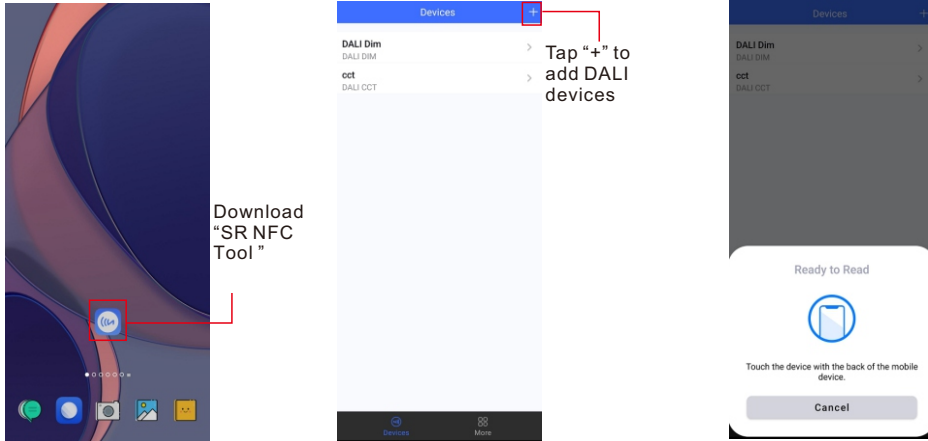 Download
“SR NFC
Tool ”
Devices
+
DALI Dim
DALI DIM
cct
DALI CCT
Devices
More
Tap “+” to
add DALI
devices
Devices
+
DALI Dim
DALI DIM
cct
DALI CCT
Ready to Read
Touch the device with the back of the mobile
device.
Cancel